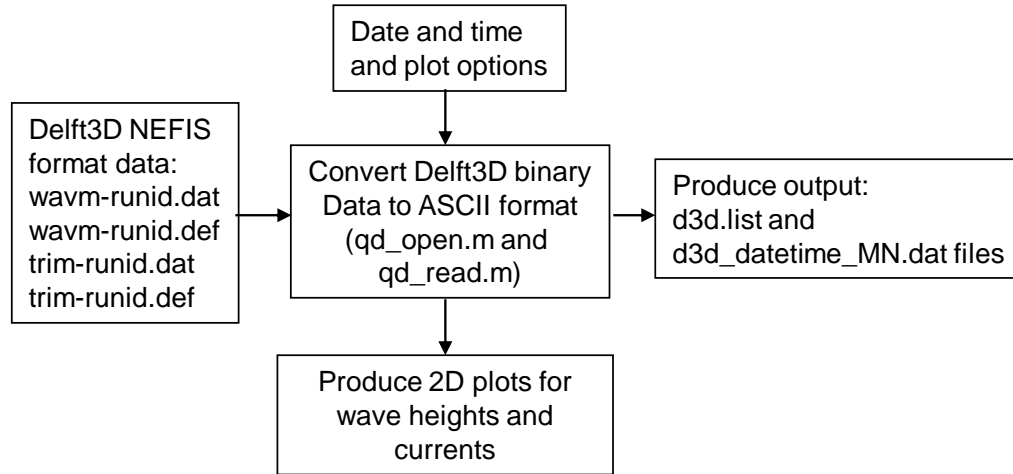 Date and time
and plot options
Delft3D NEFIS
format data:
wavm-runid.dat
wavm-runid.def
trim-runid.dat
trim-runid.def
Convert Delft3D binary
Data to ASCII format
(qd_open.m and
qd_read.m)
Produce output:
d3d.list and
d3d_datetime_MN.dat files
Produce 2D plots for
wave heights and
currents